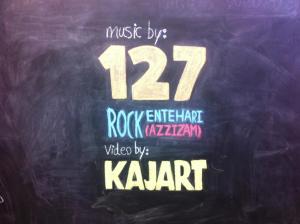 music by:
127
ROCK ENTEHARI
(AZZIZAM)
video by:
KAJART